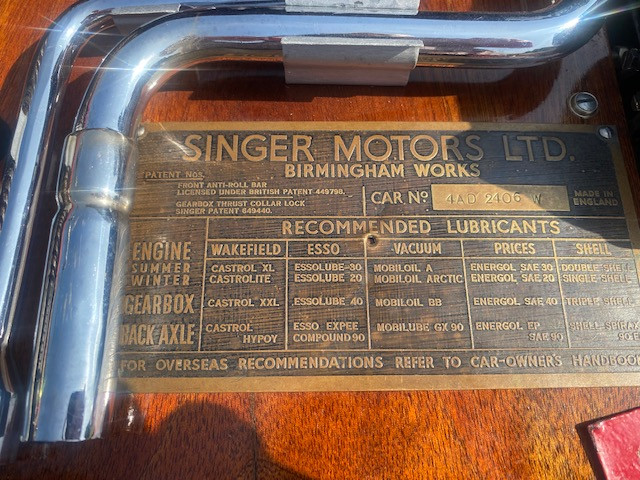 SINGER MOTORS LTD.
BIRMINGHAM WORKS
PATENT NOS.
FRONT ANTI-ROLL BAR
LICENSED UNDER BRITISH PATENT 449798.
GEARBOX THRUST COLLAR LOCK
SINGER PATENT 649440.
CAR Nº 4AD 2406 W
MADE IN
ENGLAND
RECOMMENDED LUBRICANTS
ENGINE WAKEFIELD ESSO VACUUM PRICES SHELL
SUMMER CASTROL XL ESSOLUBE-30 MOBILOIL A ENERGOL SAE 30 DOUBLE SHELL
WINTER CASTROLITE ESSOLUBE 20 MOBILOIL ARCTIC ENERGOL SAE 20 SINGLE-SHELL
GEARBOX CASTROL XXL ESSOLUBE 40 MOBILOIL BB ENERGOL SAE 40 TRIPLE SHELL
BACK AXLE CASTROL ESSO EXPEE MOBILUBE GX 90 ENERGOL EP SHELL-SPIRAX
HYPOY COMPOUND 90 SAE 90
FOR OVERSEAS RECOMMENDATIONS REFER TO CAR-OWNER'S HANDBOOK